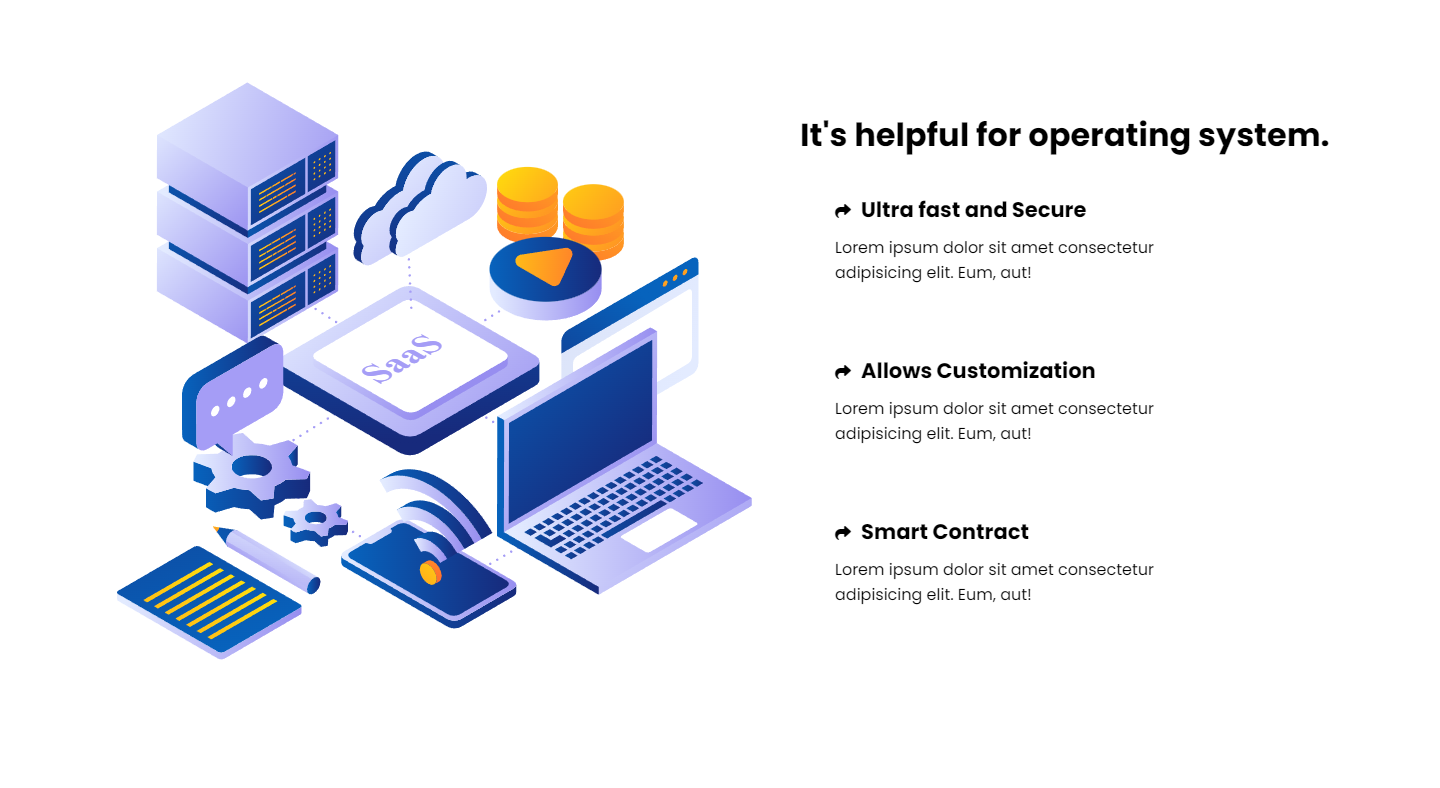 It's helpful for operating system.
Ultra fast and Secure
Lorem ipsum dolor sit amet consectetur
adipisicing elit. Eum, aut!
SaaS
Allows Customization
Lorem ipsum dolor sit amet consectetur
adipisicing elit. Eum, aut!
Smart Contract
Lorem ipsum dolor sit amet consectetur
adipisicing elit. Eum, aut!